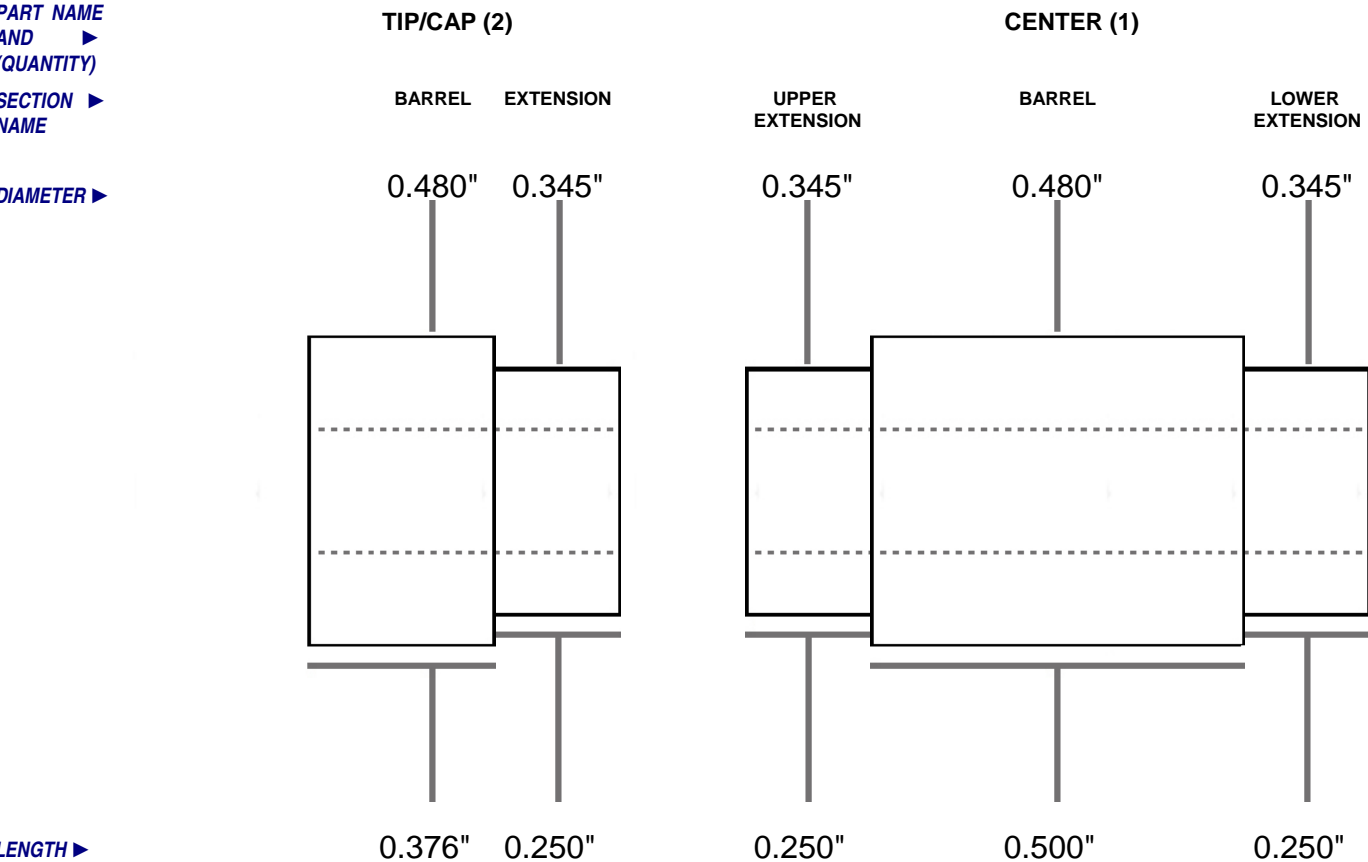 PART NAME
AND ►
(QUANTITY)
TIP/CAP (2)
CENTER (1)
SECTION ►
NAME
BARREL
EXTENSION
UPPER
EXTENSION
BARREL
LOWER
EXTENSION
DIAMETER ►
0.480"
0.345"
0.345"
0.480"
0.345"
LENGTH ►
0.376"
0.250"
0.250"
0.500"
0.250"